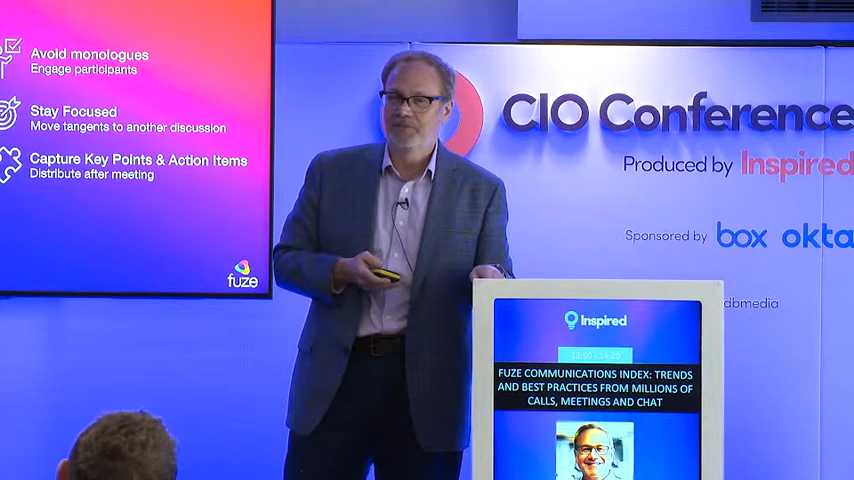 Avoid monologues
Engage participants
Stay Focused
Move tangents to another discussion
Capture Key Points & Action Items
Distribute after meeting
fuze
CIO Conference
Produced by Inspired
Sponsored by box okta
dbmedia
Inspired
13:50 - 14:20
FUZE COMMUNICATIONS INDEX: TRENDS
AND BEST PRACTICES FROM MILLIONS OF
CALLS, MEETINGS AND CHAT